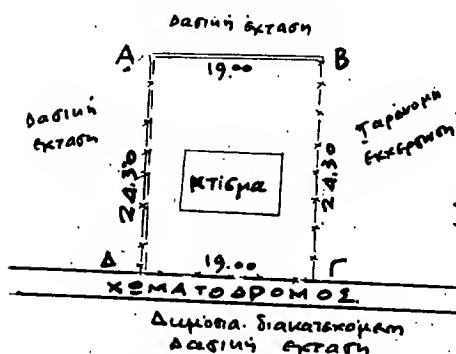 Δασική έκταση
Α
Β
19.00
Δασική
έκταση
Παράνομη
εκχέρσωση
24.30
24.30
Κτίσμα
Δ
19.00
Γ
ΧΩΜΑΤΟΔΡΟΜΟΣ
Δημόσια διακατεχόμενη
Δασική έκταση